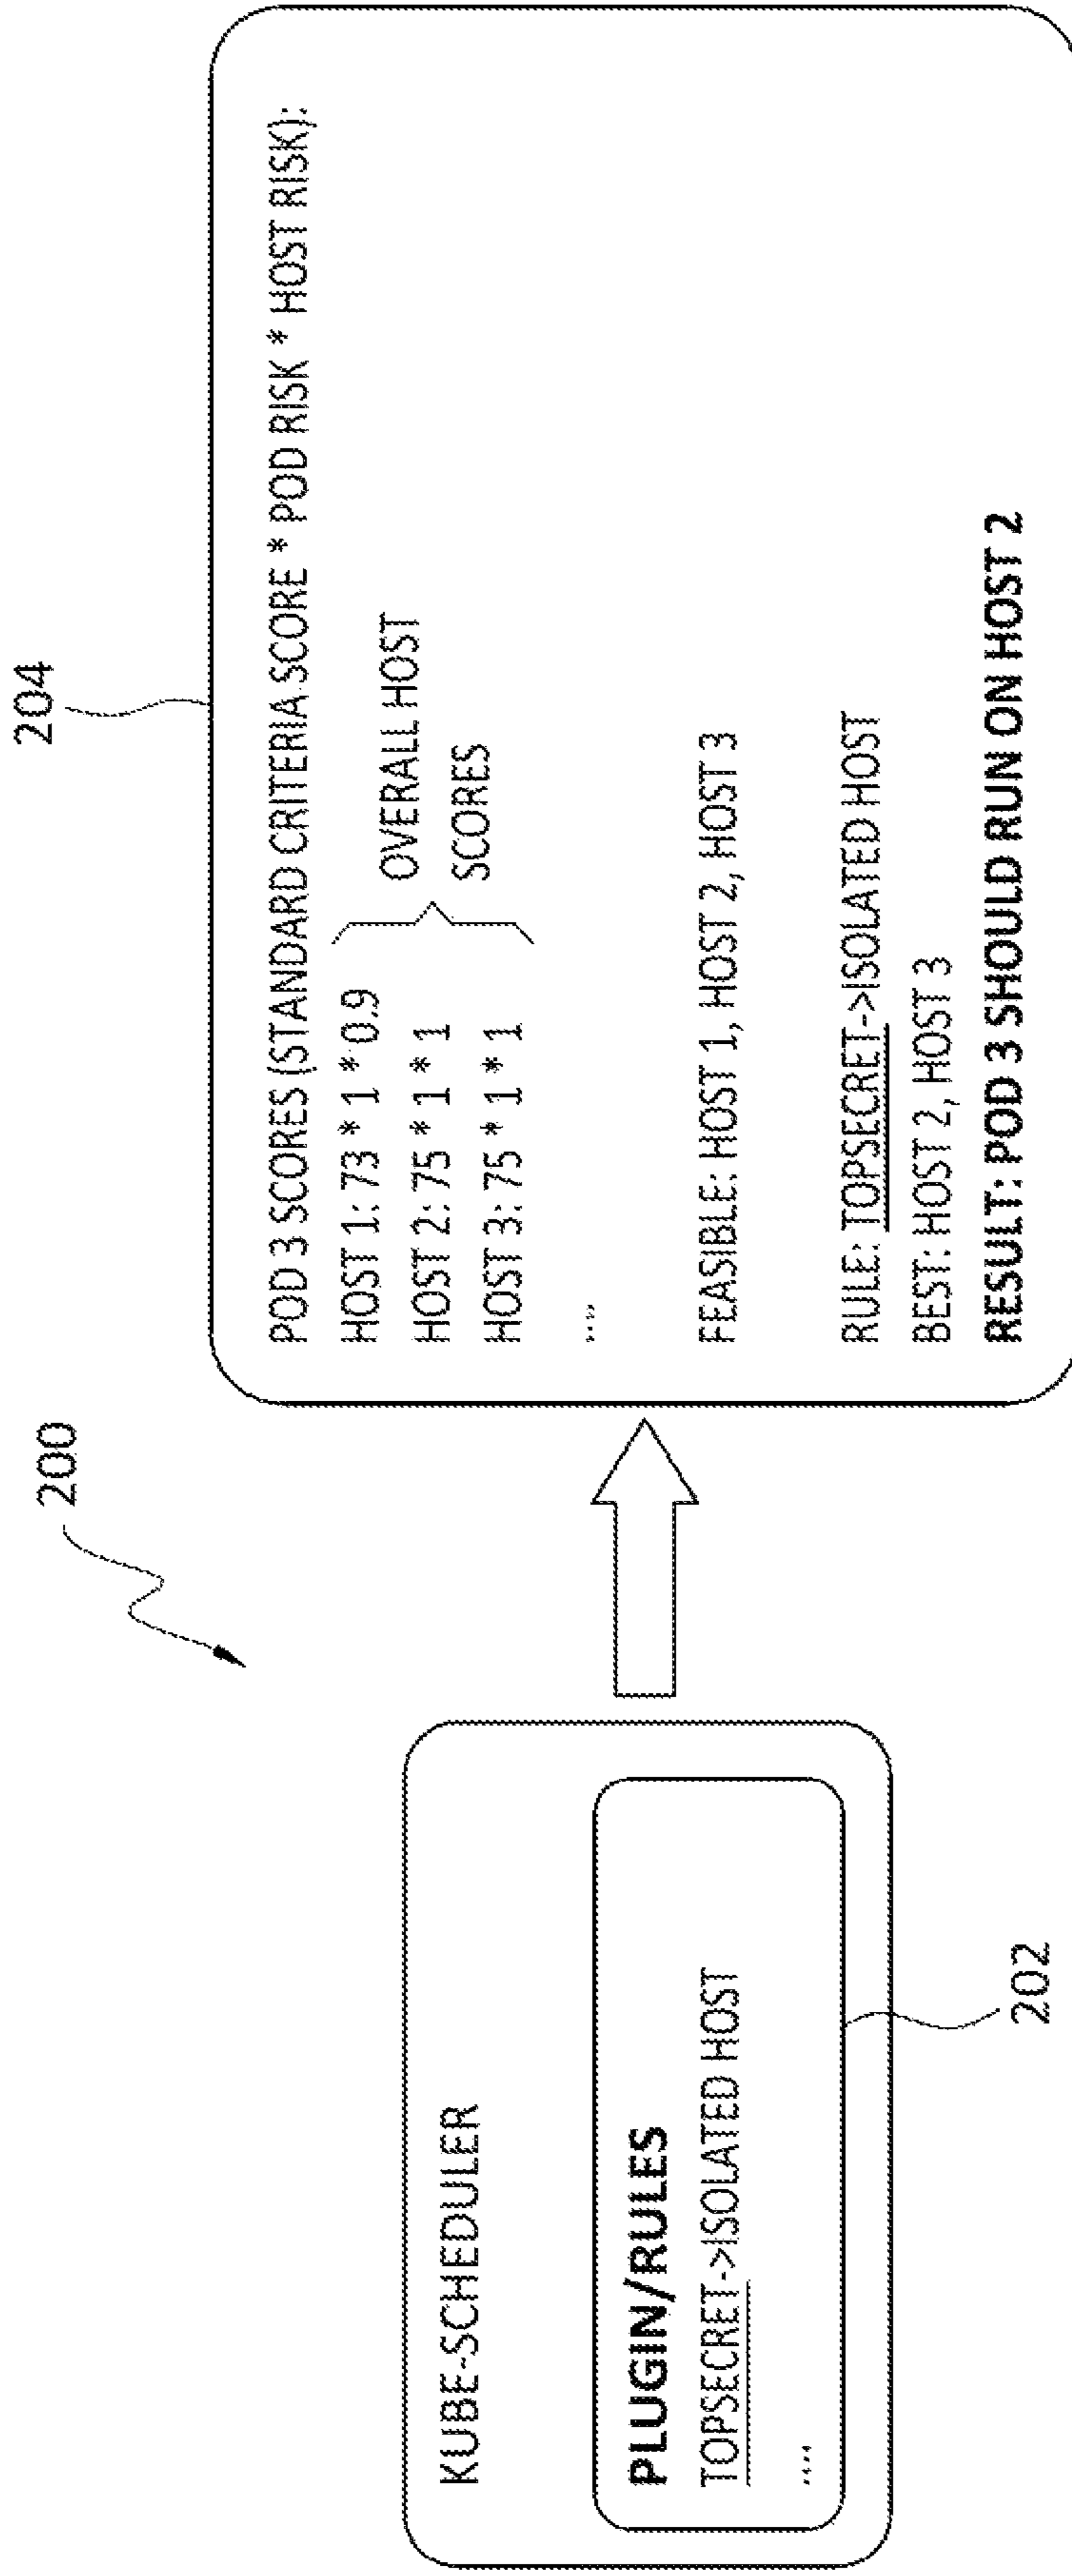 200
KUBE-SCHEDULER
PLUGIN/RULES
TOPSECRET->ISOLATED HOST
....
202
204
POD 3 SCORES (STANDARD CRITERIA SCORE * POD RISK * HOST RISK):
HOST 1: 73 * 1 * 0.9
HOST 2: 75 * 1 * 1
HOST 3: 75 * 1 * 1
OVERALL HOST
SCORES
...
FEASIBLE: HOST 1, HOST 2, HOST 3
RULE: TOPSECRET->ISOLATED HOST
BEST: HOST 2, HOST 3
RESULT: POD 3 SHOULD RUN ON HOST 2